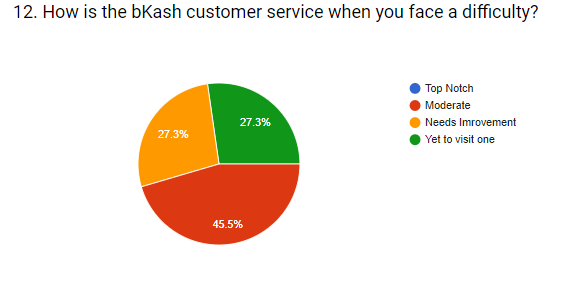 12. How is the bKash customer service when you face a difficulty?
Top Notch
Moderate
Needs Imrovement
Yet to visit one
27.3%
27.3%
45.5%